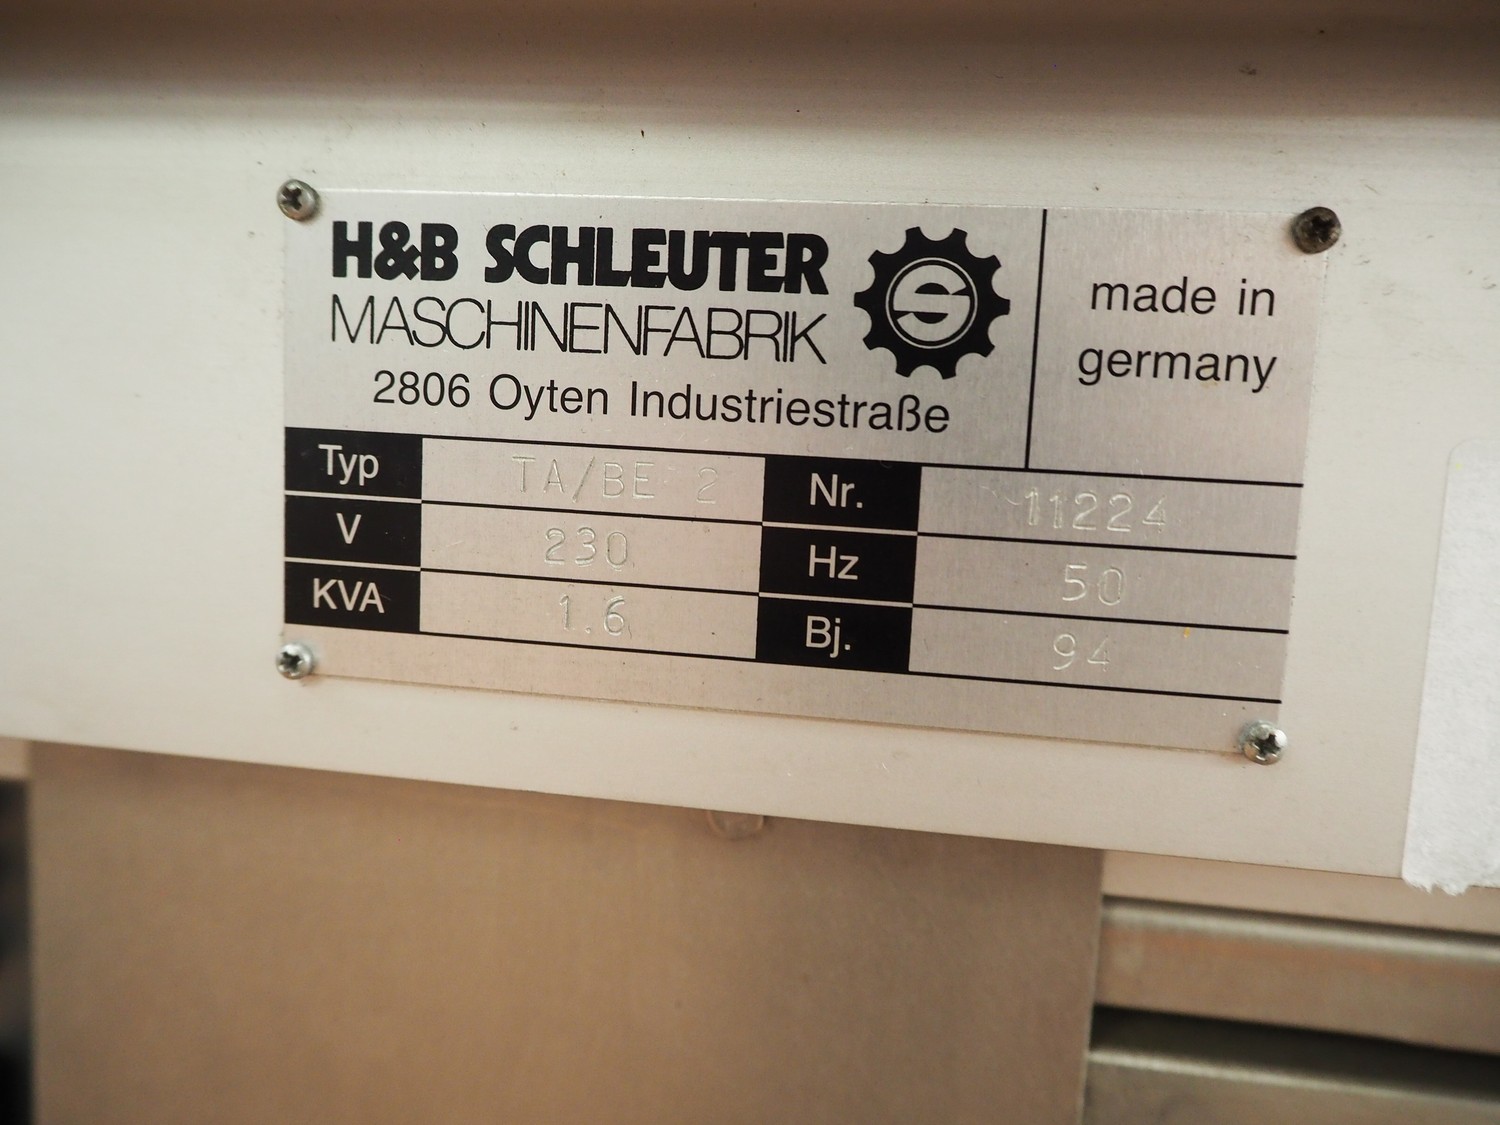 H&B SCHLEUTER
MASCHINENFABRIK
2806 Oyten Industriestraße
S
made in
germany
Typ TA/BE 2 Nr. 11224
V 230 Hz 50
KVA 1.6 Bj. 94